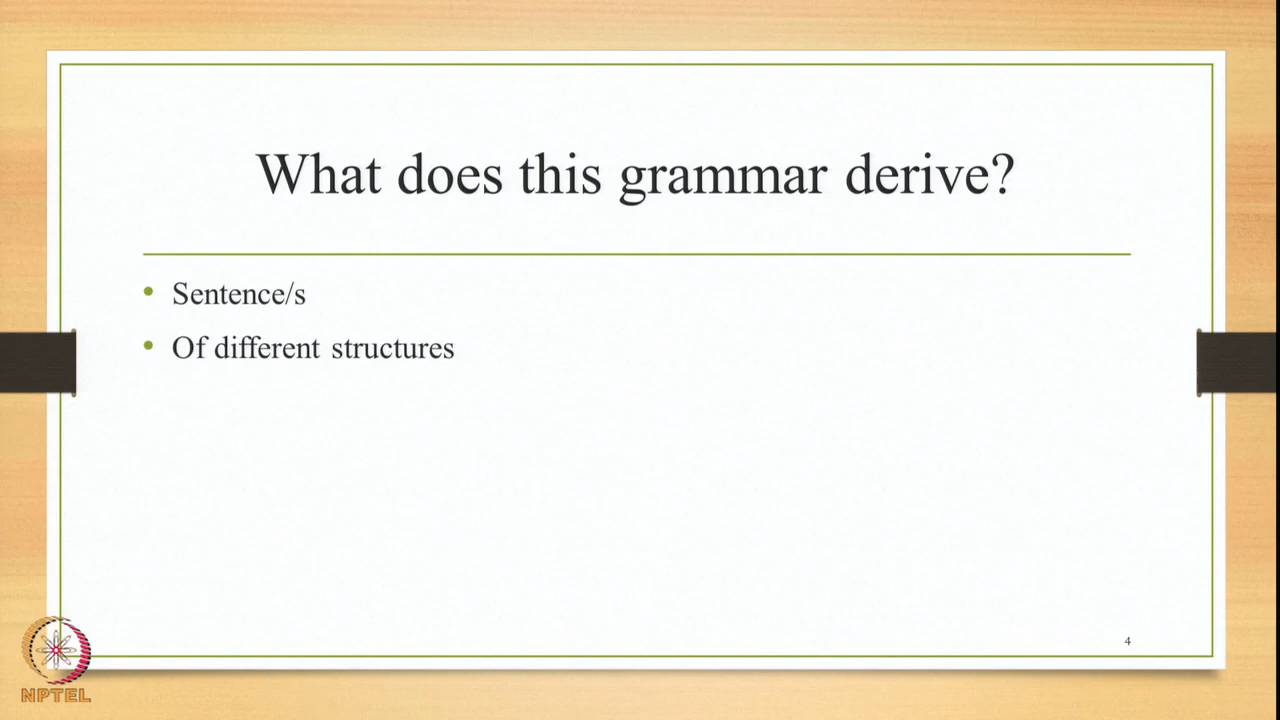 What does this grammar derive?
• Sentence/s
• Of different structures
4
NPTEL